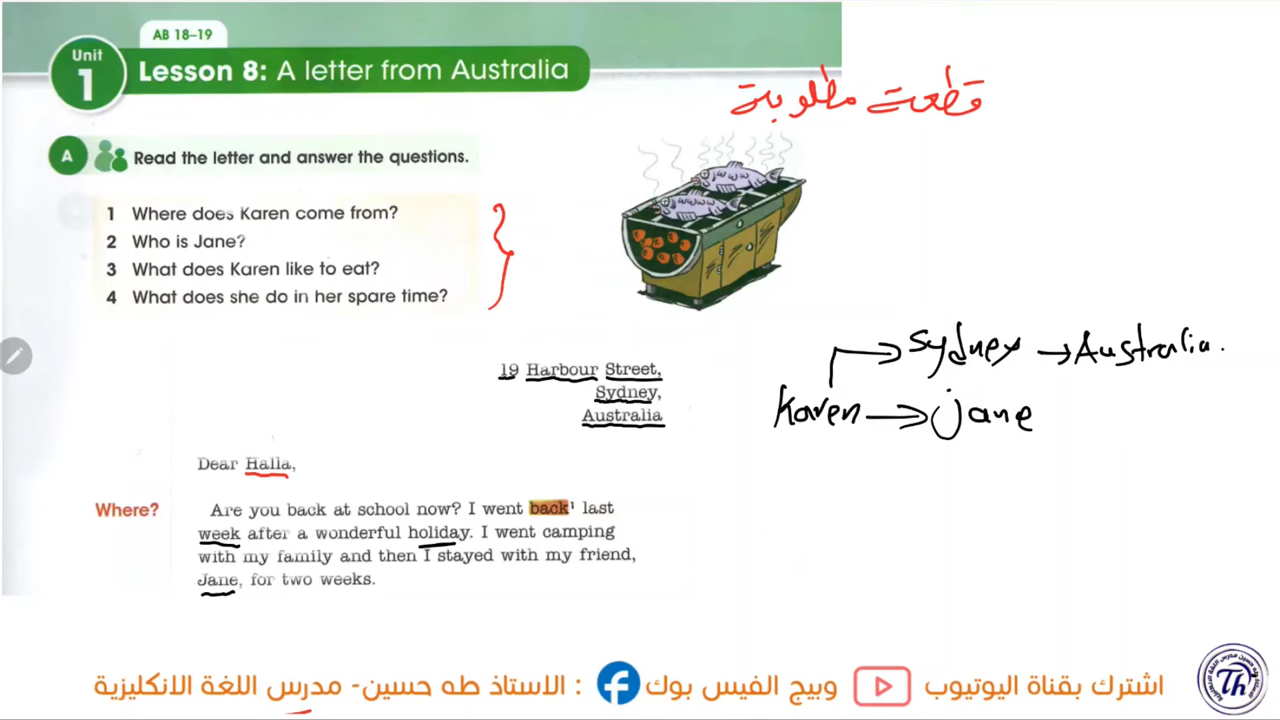 AB 18–19
Unit
1
Lesson 8: A letter from Australia
قطعة مطلوبة
A
Read the letter and answer the questions.
1 Where does Karen come from?
2 Who is Jane?
3 What does Karen like to eat?
4 What does she do in her spare time?
19 Harbour Street,
Sydney,
Australia
Sydney → Australia.
Karen → Jane
Dear Halla,
Where?
Are you back at school now? I went back¹ last
week after a wonderful holiday. I went camping
with my family and then I stayed with my friend,
Jane, for two weeks.
اشترك بقناة اليوتيوب وبيج الفيس بوك : الاستاذ طه حسين- مدرس اللغة الانكليزية
Th